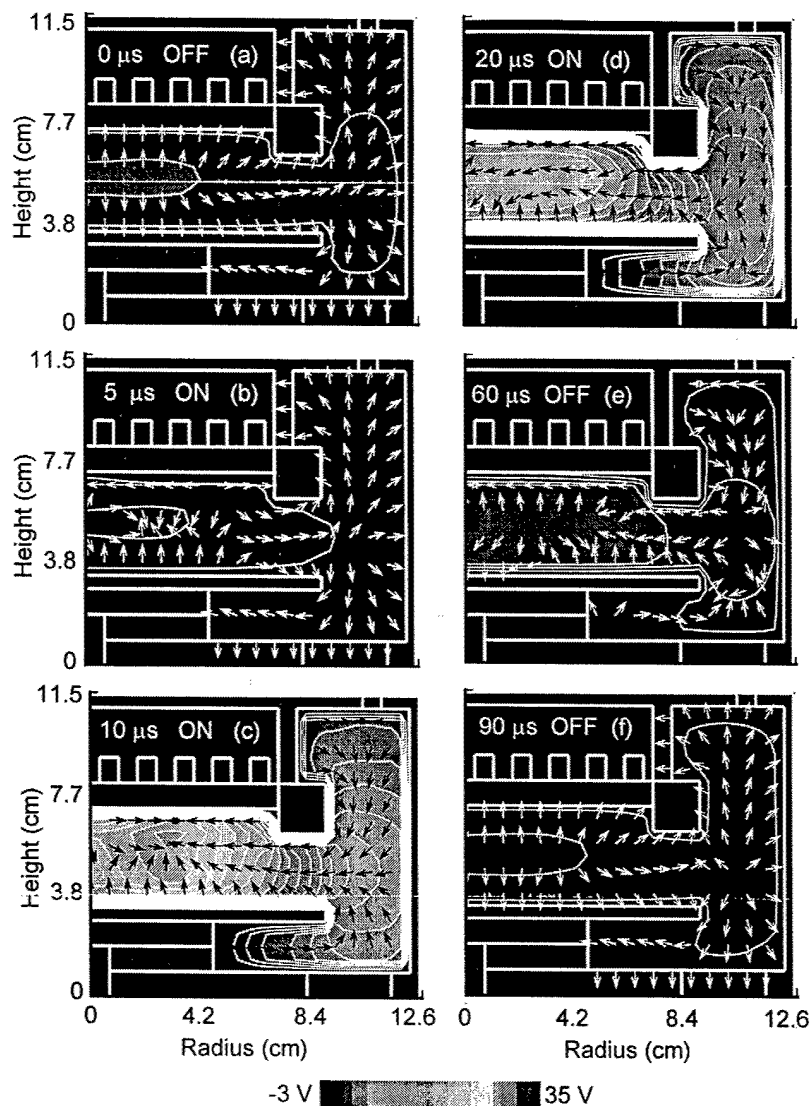 11.5
0 μs OFF (a)
7.7
Height (cm)
3.8
0
20 μs ON (d)
11.5
5 μs ON (b)
7.7
Height (cm)
3.8
0
60 μs OFF (e)
11.5
10 μs ON (c)
7.7
Height (cm)
3.8
0
90 μs OFF (f)
0 4.2 8.4 12.6
Radius (cm)
0 4.2 8.4 12.6
Radius (cm)
-3 V 35 V